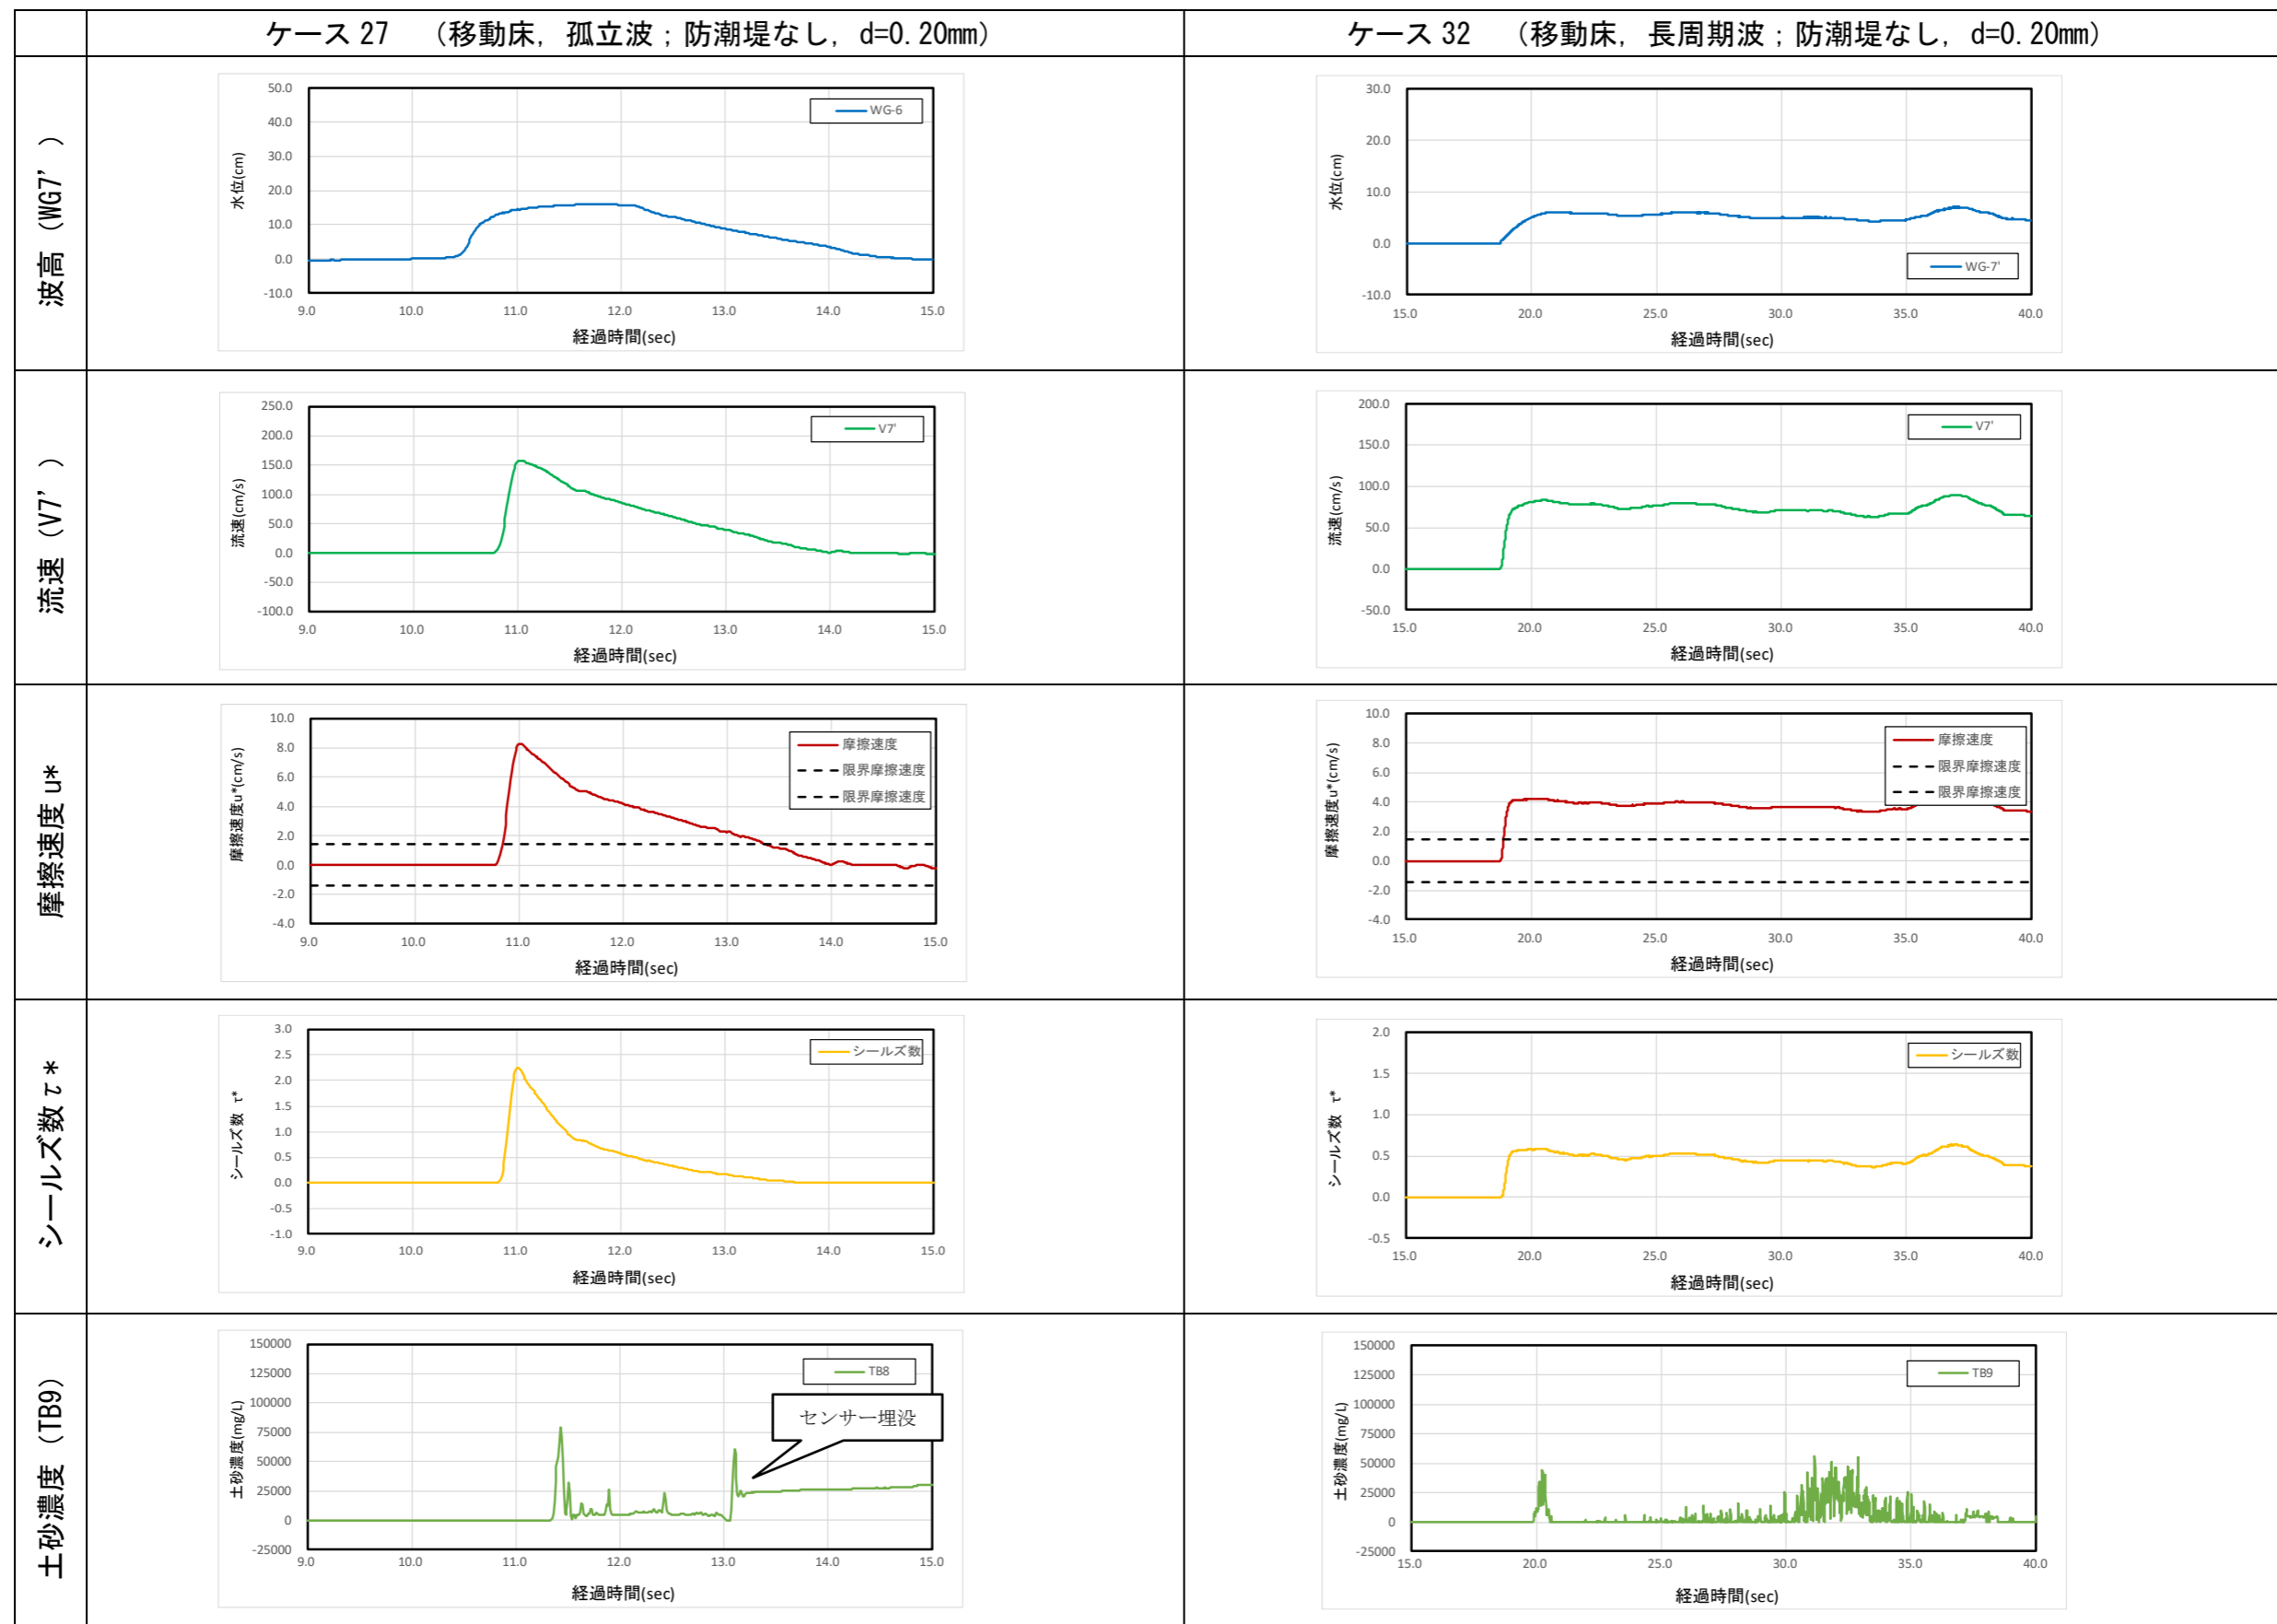 ケース 27 （移動床，孤立波；防潮堤なし，d=0.20mm）
ケース 32 （移動床，長周期波；防潮堤なし，d=0.20mm）
波高（WG7’）
50.0
40.0
30.0
20.0
10.0
0.0
-10.0
水位(cm)
WG-6
9.0 10.0 11.0 12.0 13.0 14.0 15.0
経過時間(sec)
30.0
20.0
10.0
0.0
-10.0
水位(cm)
WG-7'
15.0 20.0 25.0 30.0 35.0 40.0
経過時間(sec)
流速（V7’）
250.0
200.0
150.0
100.0
50.0
0.0
-50.0
-100.0
流速(cm/s)
V7'
9.0 10.0 11.0 12.0 13.0 14.0 15.0
経過時間(sec)
200.0
150.0
100.0
50.0
0.0
-50.0
流速(cm/s)
V7'
15.0 20.0 25.0 30.0 35.0 40.0
経過時間(sec)
摩擦速度 u*
10.0
8.0
6.0
4.0
2.0
0.0
-2.0
-4.0
摩擦速度u*(cm/s)
摩擦速度
限界摩擦速度
限界摩擦速度
9.0 10.0 11.0 12.0 13.0 14.0 15.0
経過時間(sec)
10.0
8.0
6.0
4.0
2.0
0.0
-2.0
-4.0
摩擦速度u*(cm/s)
摩擦速度
限界摩擦速度
限界摩擦速度
15.0 20.0 25.0 30.0 35.0 40.0
経過時間(sec)
シールズ数τ*
3.0
2.5
2.0
1.5
1.0
0.5
0.0
-0.5
-1.0
シールズ数 τ*
シールズ数
9.0 10.0 11.0 12.0 13.0 14.0 15.0
経過時間(sec)
2.0
1.5
1.0
0.5
0.0
-0.5
シールズ数 τ*
シールズ数
15.0 20.0 25.0 30.0 35.0 40.0
経過時間(sec)
土砂濃度（TB9）
150000
125000
100000
75000
50000
25000
0
-25000
土砂濃度(mg/L)
TB8
センサー埋没
9.0 10.0 11.0 12.0 13.0 14.0 15.0
経過時間(sec)
150000
125000
100000
75000
50000
25000
0
-25000
土砂濃度(mg/L)
TB9
15.0 20.0 25.0 30.0 35.0 40.0
経過時間(sec)